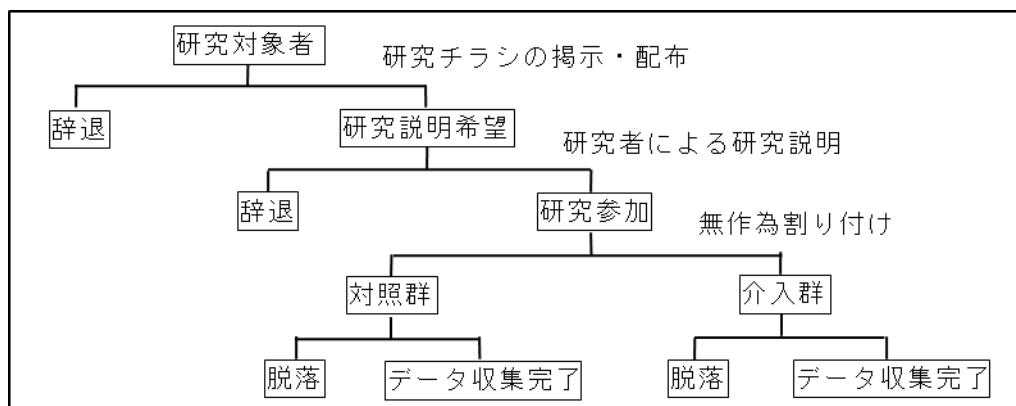 研究対象者
研究チラシの掲示・配布
辞退
研究説明希望
研究者による研究説明
辞退
研究参加
無作為割り付け
対照群
介入群
脱落
データ収集完了
脱落
データ収集完了